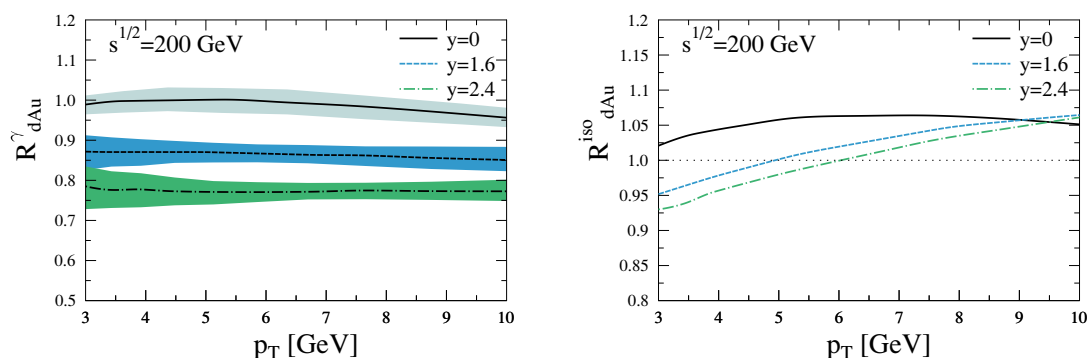 s^{1/2}=200 GeV
y=0
y=1.6
y=2.4
1.2
1.1
1.0
0.9
0.8
0.7
0.6
0.5
R^γ_{dAu}
3 4 5 6 7 8 9 10
p_T [GeV]
s^{1/2}=200 GeV
y=0
y=1.6
y=2.4
1.2
1.15
1.1
1.05
1.0
0.95
0.9
0.85
0.8
R^{iso}_{dAu}
3 4 5 6 7 8 9 10
p_T [GeV]